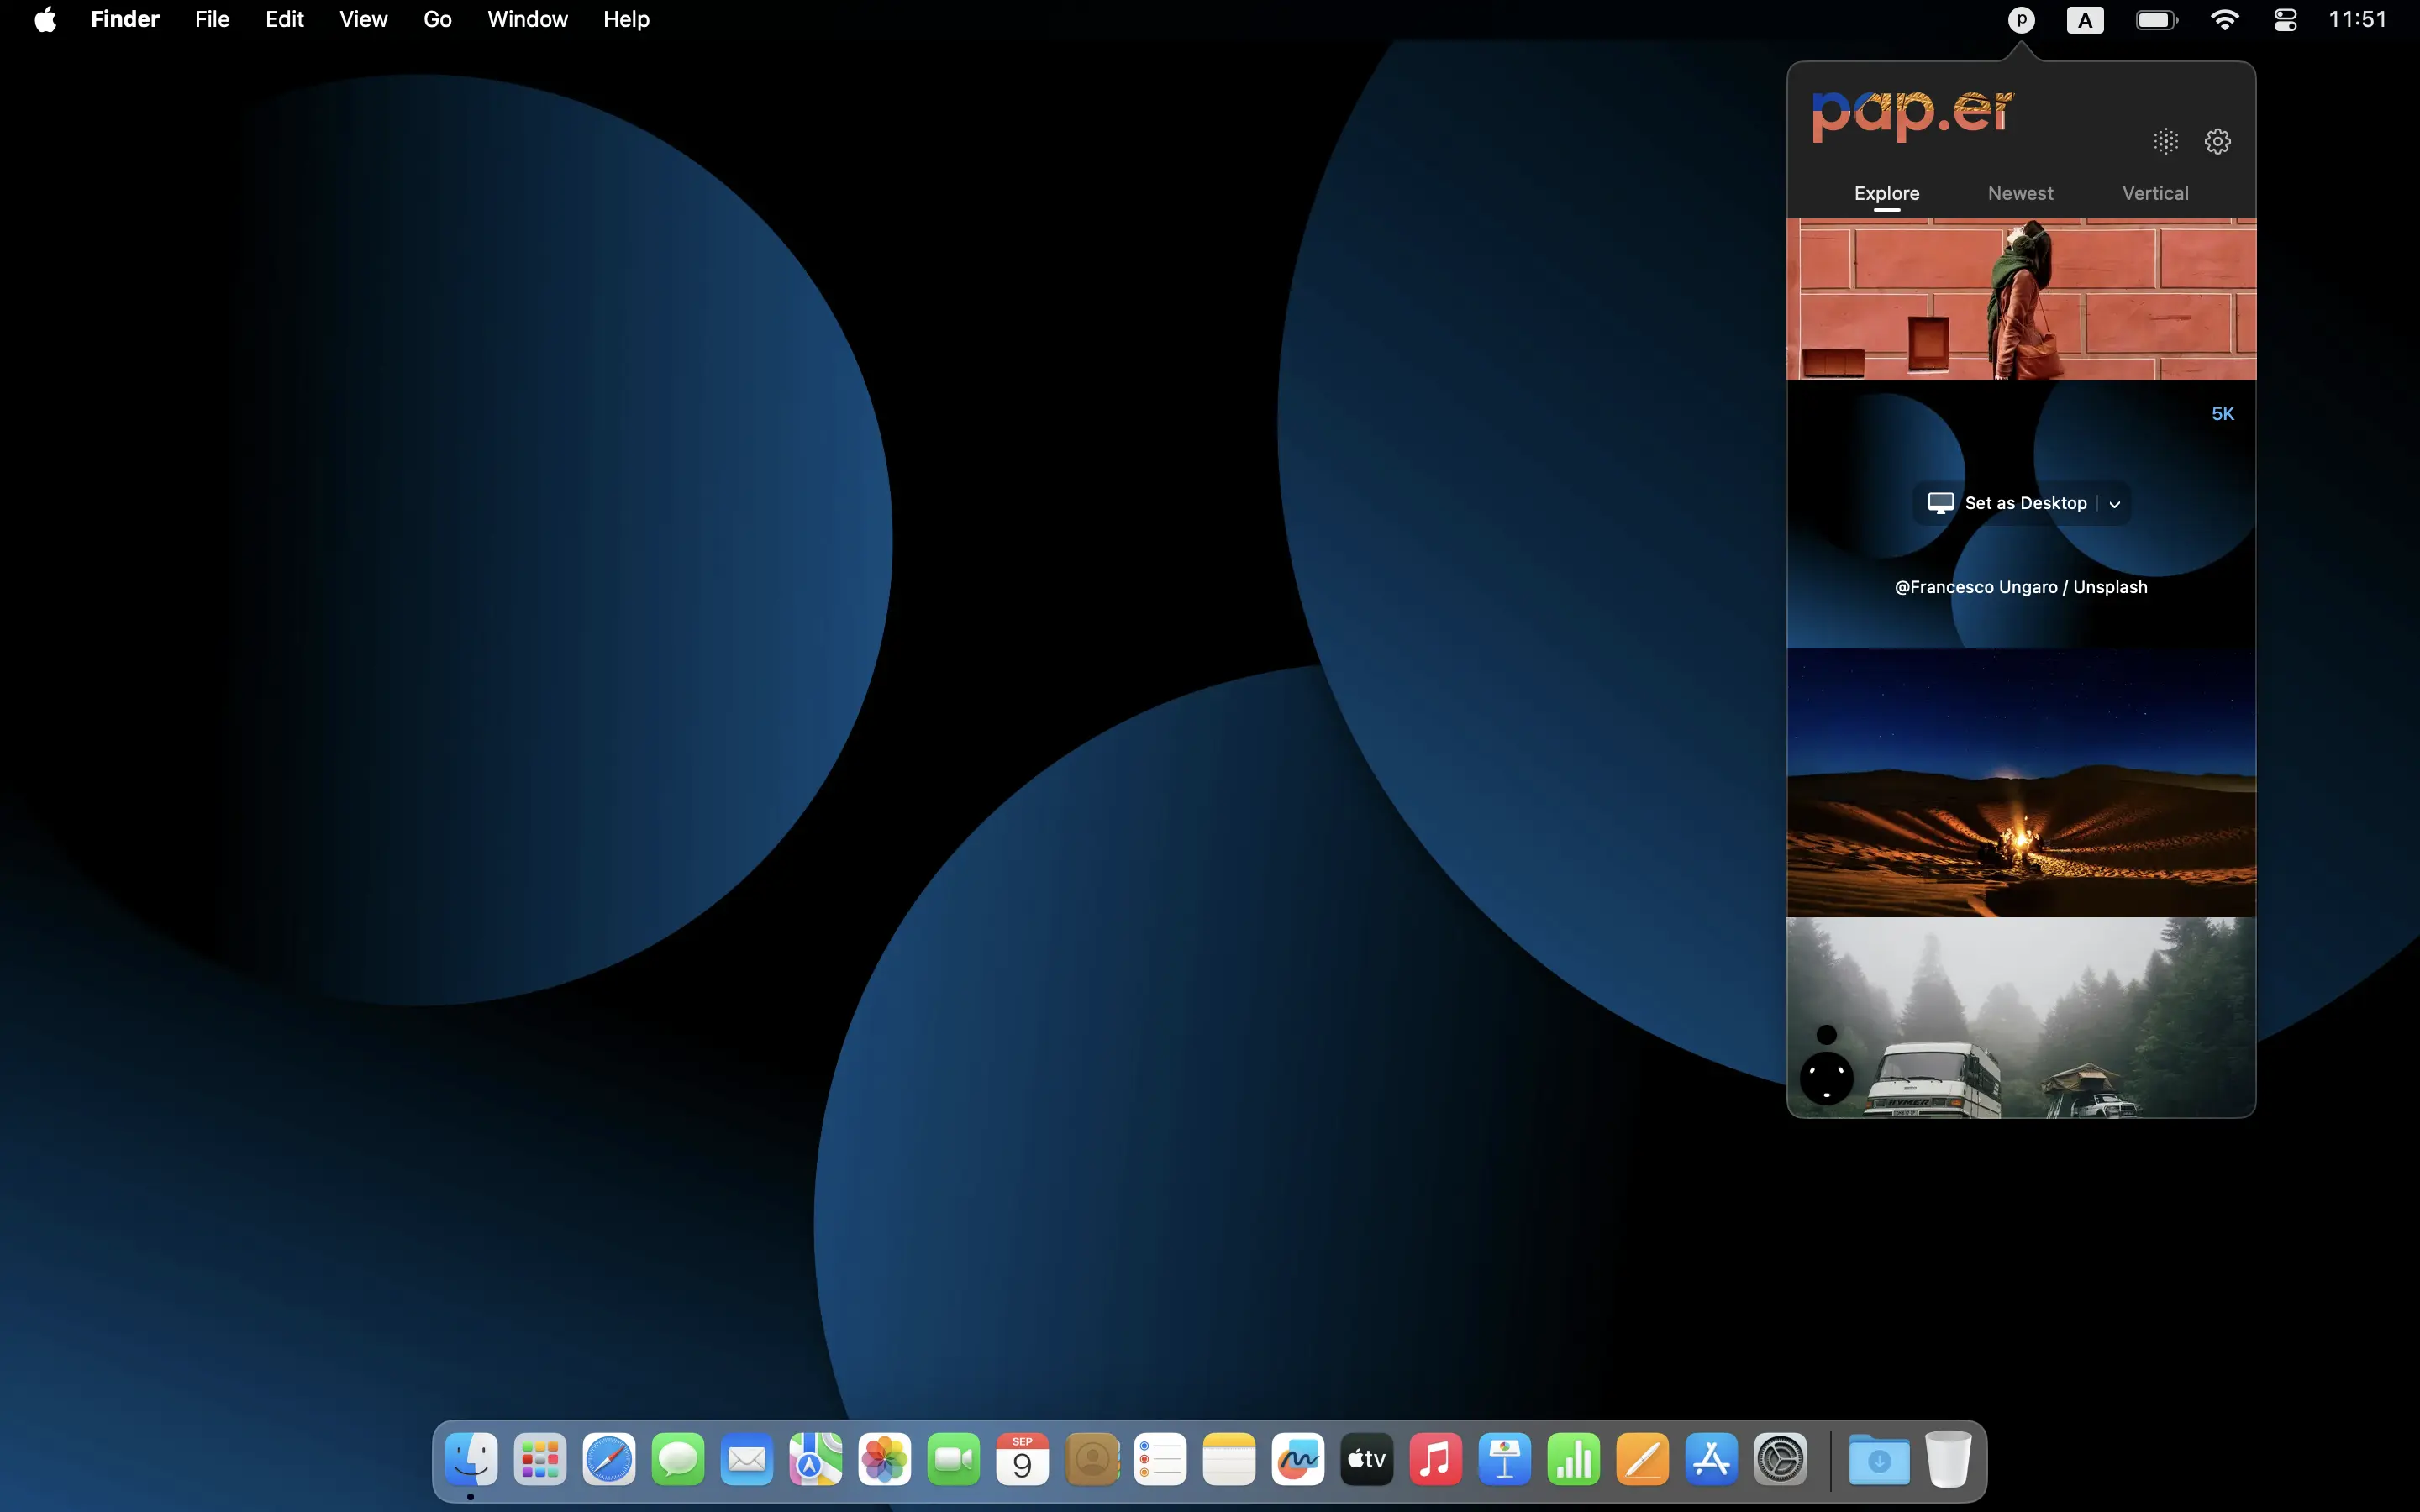 Finder File Edit View Go Window Help
p A 11:51
pap.er
Explore Newest Vertical
5K
Set as Desktop
@Francesco Ungaro / Unsplash
HYMER
SEP
9
tv